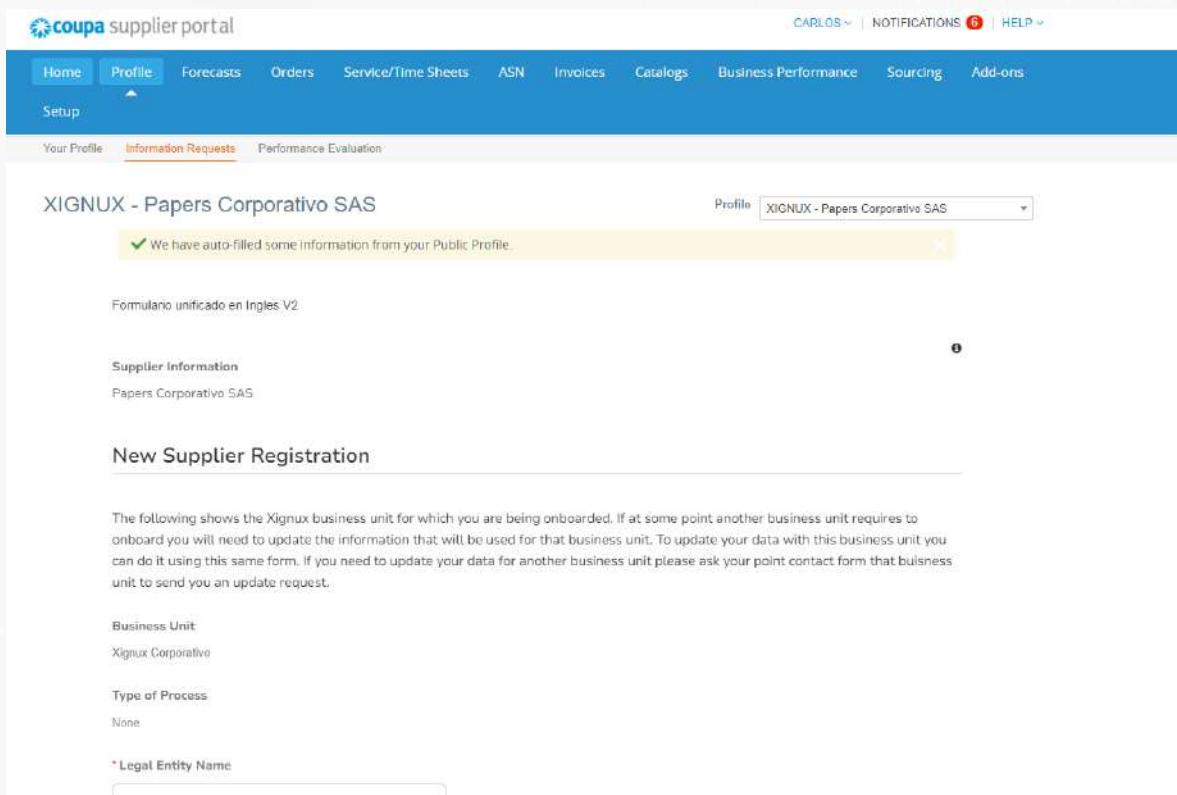 coupa supplier portal
CARLOS | NOTIFICATIONS 6 | HELP
Home Profile Forecasts Orders Service/Time Sheets ASN Invoices Catalogs Business Performance Sourcing Add-ons
Setup
Your Profile Information Requests Performance Evaluation
XIGNUX - Papers Corporativo SAS
Profile XIGNUX - Papers Corporativo SAS
We have auto-filled some information from your Public Profile.
Formulario unificado en Ingles V2
Supplier Information
Papers Corporativo SAS
New Supplier Registration
The following shows the Xignux business unit for which you are being onboarded. If at some point another business unit requires to
onboard you will need to update the information that will be used for that business unit. To update your data with this business unit you
can do it using this same form. If you need to update your data for another business unit please ask your point contact form that buisness
unit to send you an update request.
Business Unit
Xignux Corporativo
Type of Process
None
* Legal Entity Name